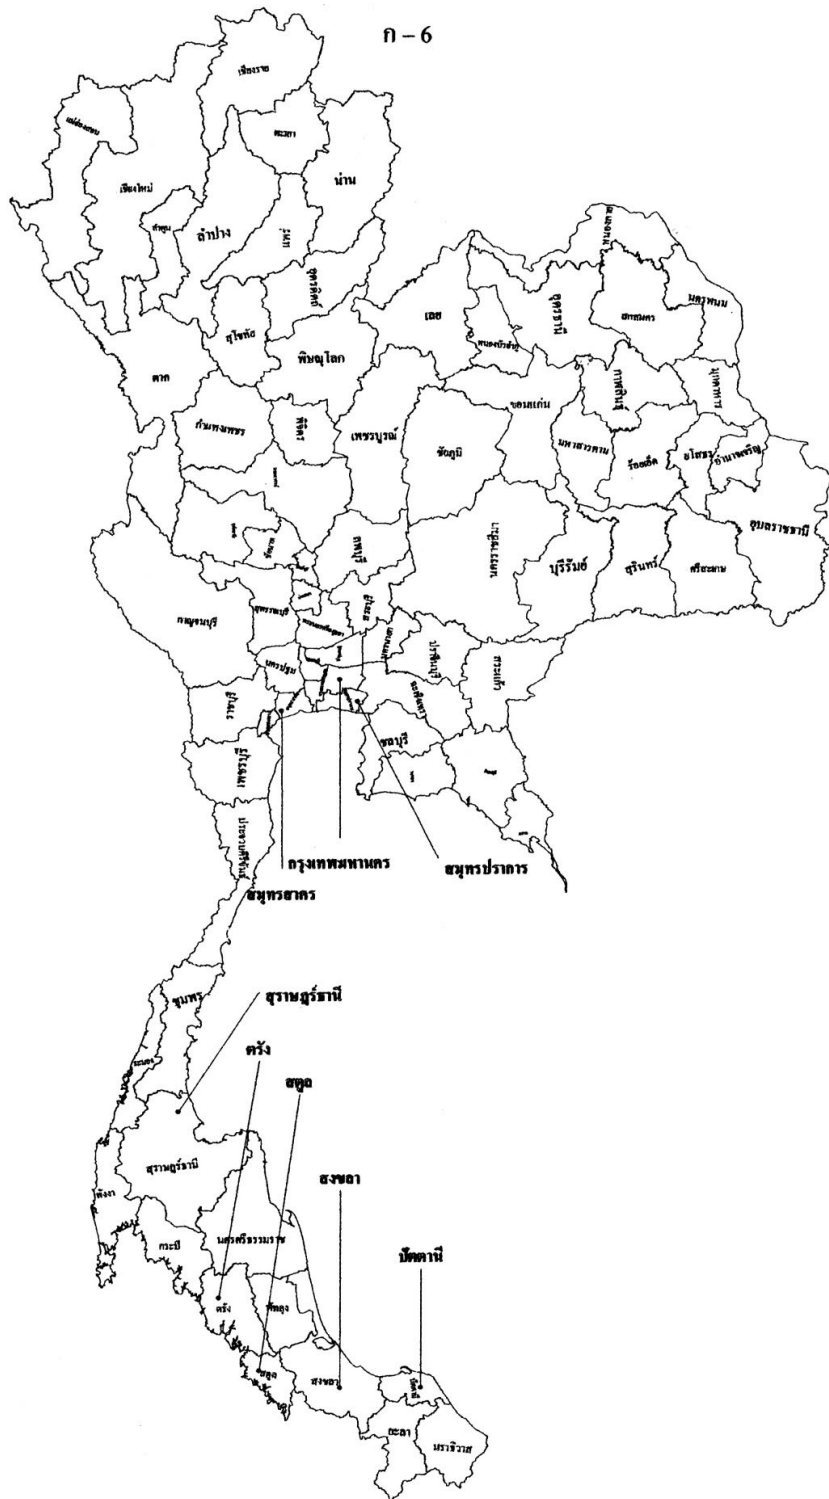 ก – 6
เชียงราย
แม่ฮ่องสอน
พะเยา
เชียงใหม่
น่าน
ลำพูน
ลำปาง
แพร่
อุตรดิตถ์
สุโขทัย
ตาก
พิษณุโลก
เลย
หนองบัวลำภู
อุดรธานี
หนองคาย
สกลนคร
นครพนม
กำแพงเพชร
พิจิตร
เพชรบูรณ์
ชัยภูมิ
ขอนแก่น
กาฬสินธุ์
มุกดาหาร
มหาสารคาม
ร้อยเอ็ด
ยโสธร
อำนาจเจริญ
อุบลราชธานี
ชัยนาท
ลพบุรี
นครราชสีมา
บุรีรัมย์
สุรินทร์
ศรีสะเกษ
กาญจนบุรี
สุพรรณบุรี
สระบุรี
นครนายก
ปราจีนบุรี
สระแก้ว
นครปฐม
ฉะเชิงเทรา
ราชบุรี
ชลบุรี
เพชรบุรี
ประจวบคีรีขันธ์
กรุงเทพมหานคร
สมุทรปราการ
สมุทรสาคร
ชุมพร
สุราษฎร์ธานี
ระนอง
ตรัง
สตูล
สุราษฎร์ธานี
สงขลา
พังงา
นครศรีธรรมราช
กระบี่
ปัตตานี
ตรัง
พัทลุง
สตูล
สงขลา
ปัตตานี
ยะลา
นราธิวาส